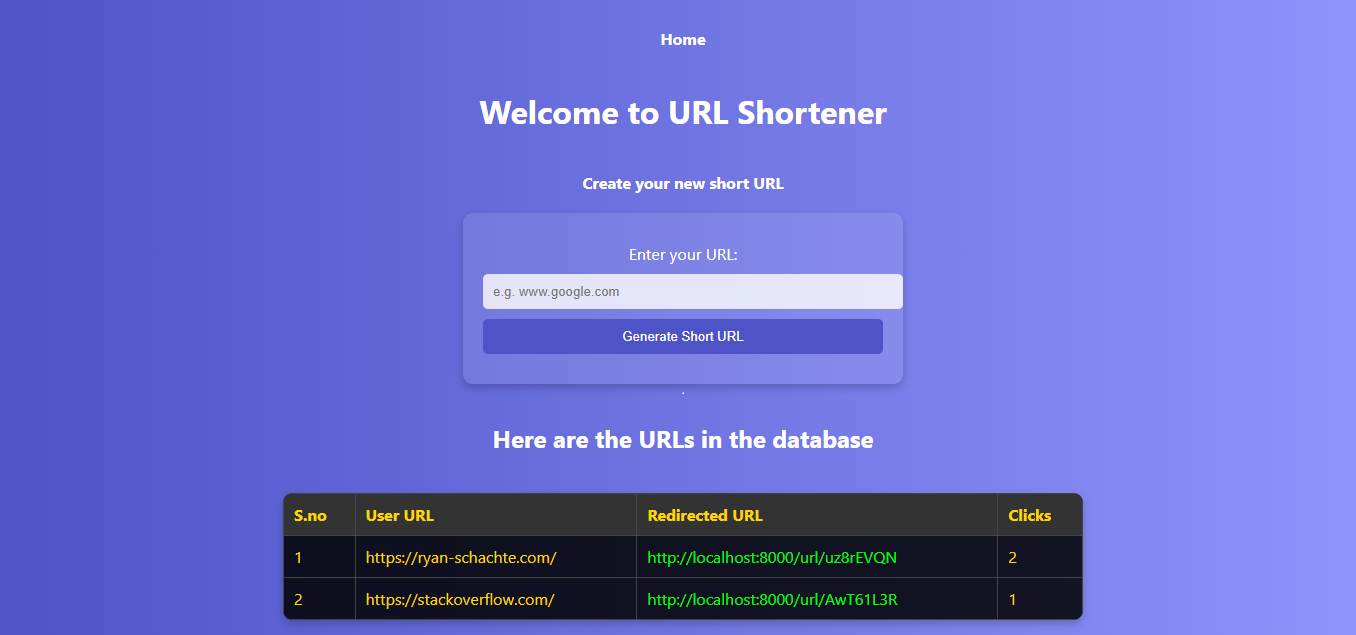 Home
Welcome to URL Shortener
Create your new short URL
Enter your URL:
e.g. www.google.com
Generate Short URL
.
Here are the URLs in the database
S.no User URL Redirected URL Clicks
1 https://ryan-schachte.com/ http://localhost:8000/url/uz8rEVQN 2
2 https://stackoverflow.com/ http://localhost:8000/url/AwT61L3R 1